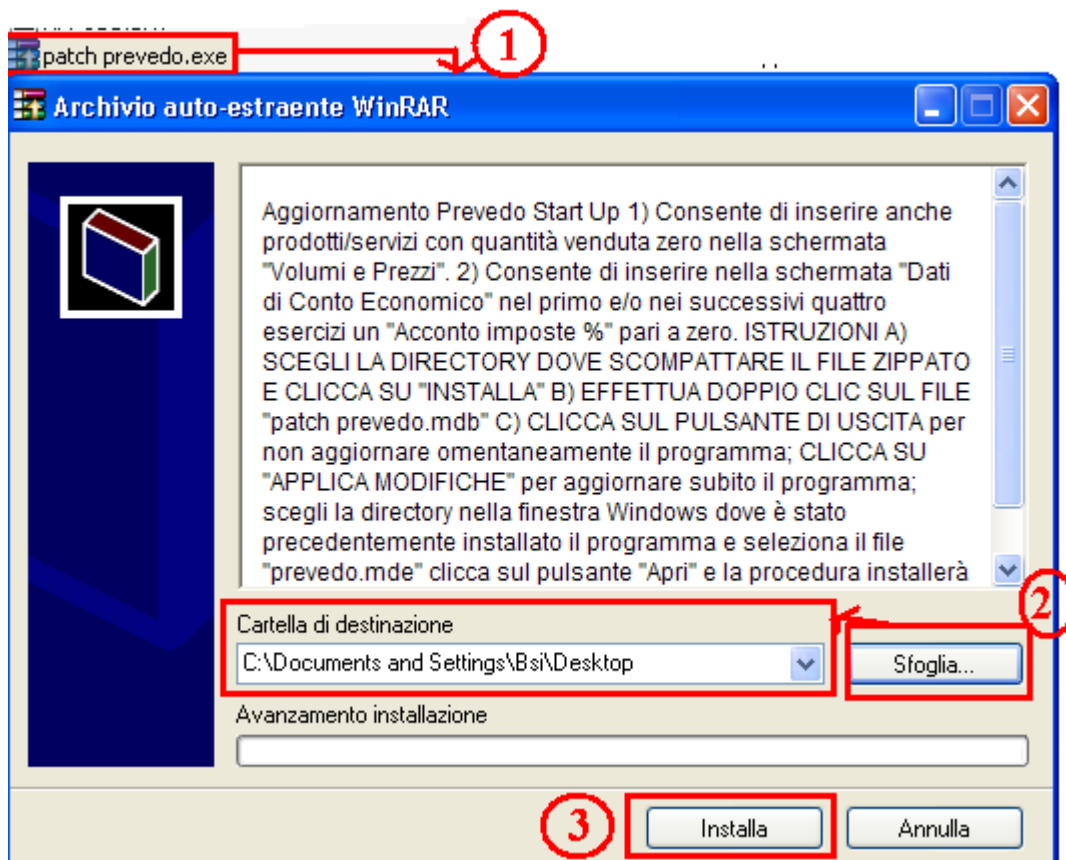 patch prevedo.exe
1
Archivio auto-estraente WinRAR
Aggiornamento Prevedo Start Up 1) Consente di inserire anche
prodotti/servizi con quantità venduta zero nella schermata
"Volumi e Prezzi". 2) Consente di inserire nella schermata "Dati
di Conto Economico" nel primo e/o nei successivi quattro
esercizi un "Acconto imposte %" pari a zero. ISTRUZIONI A)
SCEGLI LA DIRECTORY DOVE SCOMPATTARE IL FILE ZIPPATO
E CLICCA SU "INSTALLA" B) EFFETTUA DOPPIO CLIC SUL FILE
"patch prevedo.mdb" C) CLICCA SUL PULSANTE DI USCITA per
non aggiornare omentaneamente il programma; CLICCA SU
"APPLICA MODIFICHE" per aggiornare subito il programma;
scegli la directory nella finestra Windows dove è stato
precedentemente installato il programma e seleziona il file
"prevedo.mde" clicca sul pulsante "Apri" e la procedura installerà
2
Cartella di destinazione
C:\Documents and Settings\Bsi\Desktop
Sfoglia...
Avanzamento installazione
3
Installa
Annulla